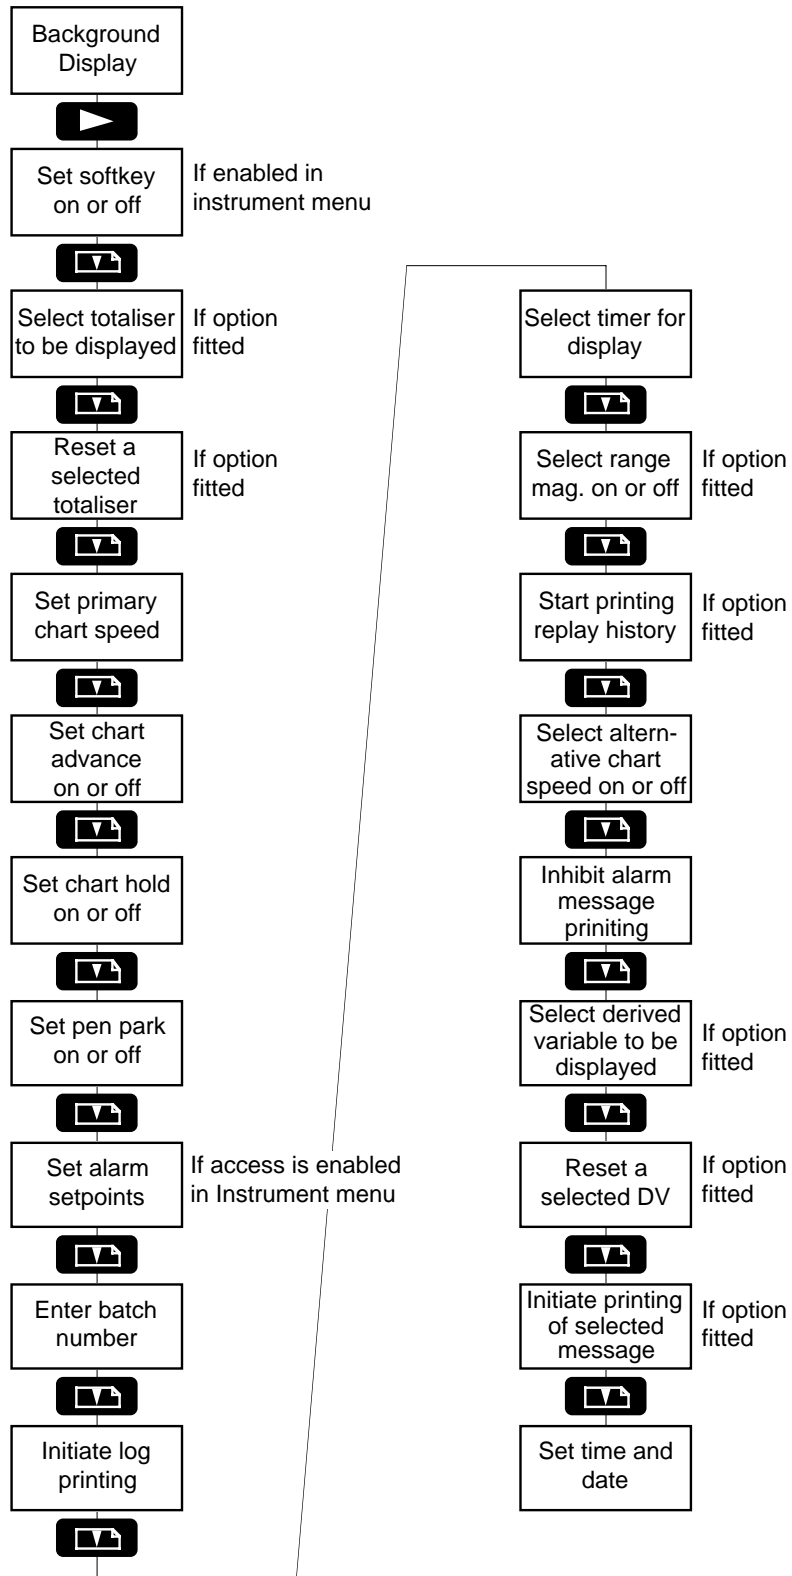 Background
Display
Set softkey
on or off
If enabled in
instrument menu
Select totaliser
to be displayed
If option
fitted
Reset a
selected
totaliser
If option
fitted
Set primary
chart speed
Set chart
advance
on or off
Set chart hold
on or off
Set pen park
on or off
Set alarm
setpoints
If access is enabled
in Instrument menu
Enter batch
number
Initiate log
printing
Select timer for
display
Select range
mag. on or off
If option
fitted
Start printing
replay history
If option
fitted
Select altern-
ative chart
speed on or off
Inhibit alarm
message
priniting
Select derived
variable to be
displayed
If option
fitted
Reset a
selected DV
If option
fitted
Initiate printing
of selected
message
If option
fitted
Set time and
date